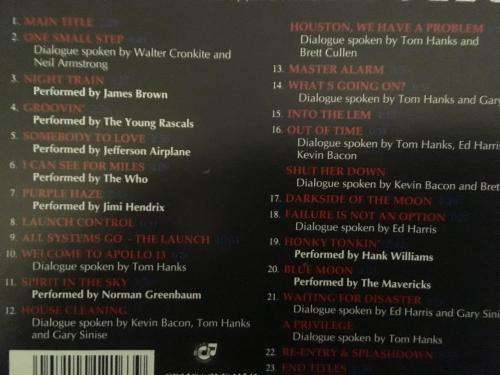 1. MAIN TITLE
2. ONE SMALL STEP
Dialogue spoken by Walter Cronkite and
Neil Armstrong
3. NIGHT TRAIN
Performed by James Brown
4. GROOVIN'
Performed by The Young Rascals
5. SOMEBODY TO LOVE
Performed by Jefferson Airplane
6. I CAN SEE FOR MILES
Performed by The Who
7. PURPLE HAZE
Performed by Jimi Hendrix
8. LAUNCH CONTROL
9. ALL SYSTEMS GO - THE LAUNCH
10. WELCOME TO APOLLO 13
Dialogue spoken by Tom Hanks
11. SPIRIT IN THE SKY
Performed by Norman Greenbaum
12. HOUSE CLEANING
Dialogue spoken by Kevin Bacon, Tom Hanks
and Gary Sinise
HOUSTON, WE HAVE A PROBLEM
Dialogue spoken by Tom Hanks and
Brett Cullen
13. MASTER ALARM
14. WHAT'S GOING ON?
Dialogue spoken by Tom Hanks and Gary
15. INTO THE LEM
16. OUT OF TIME
Dialogue spoken by Tom Hanks, Ed Harris
Kevin Bacon
SHUT HER DOWN
Dialogue spoken by Kevin Bacon and Brett
17. DARKSIDE OF THE MOON
18. FAILURE IS NOT AN OPTION
Dialogue spoken by Ed Harris
19. HONKY TONKIN'
Performed by Hank Williams
20. BLUE MOON
Performed by The Mavericks
21. WAITING FOR DISASTER
Dialogue spoken by Ed Harris and Gary Sinise
A PRIVILEGE
Dialogue spoken by Tom Hanks
22. RE-ENTRY & SPLASHDOWN
23. END TITLES